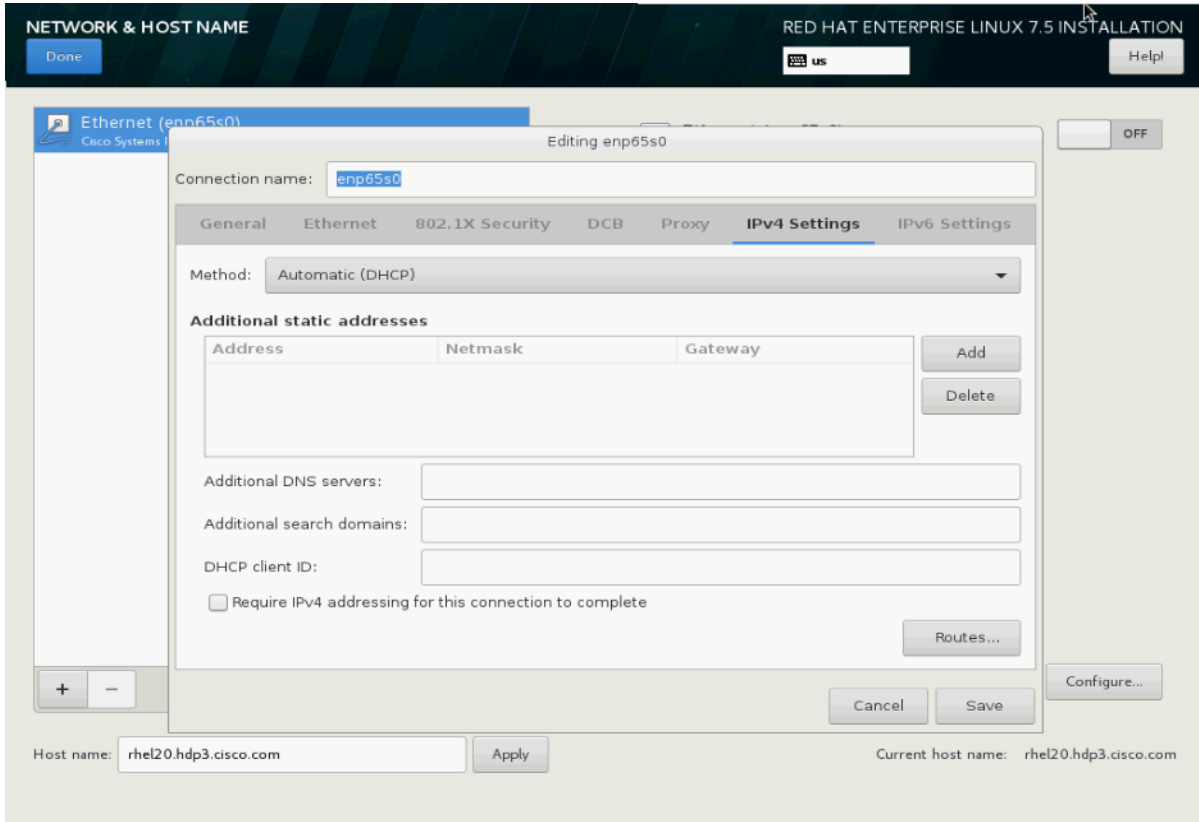 NETWORK & HOST NAME
RED HAT ENTERPRISE LINUX 7.5 INSTALLATION
Done
us
Help!
Ethernet (enp65s0)
Cisco Systems
OFF
Editing enp65s0
Connection name: enp65s0
General Ethernet 802.1X Security DCB Proxy IPv4 Settings IPv6 Settings
Method: Automatic (DHCP)
Additional static addresses
Address Netmask Gateway
Add
Delete
Additional DNS servers:
Additional search domains:
DHCP client ID:
Require IPv4 addressing for this connection to complete
Routes...
+ − Configure...
Cancel Save
Host name: rhel20.hdp3.cisco.com Apply Current host name: rhel20.hdp3.cisco.com